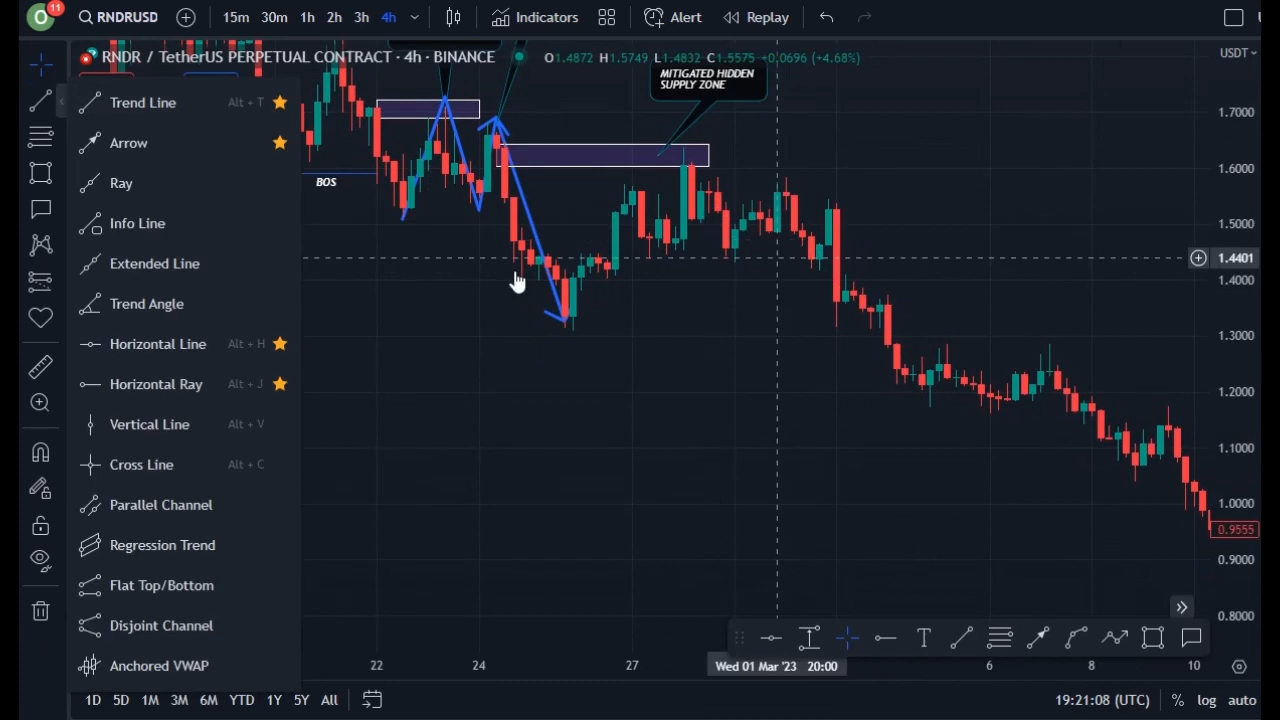 O 11 RNDRUSD 15m 30m 1h 2h 3h 4h Indicators Alert Replay
RNDR / TetherUS PERPETUAL CONTRACT · 4h · BINANCE O1.4872 H1.5749 L1.4832 C1.5575 +0.0696 (+4.68%) USDT
MITIGATED HIDDEN
SUPPLY ZONE
Trend Line Alt + T
Arrow
Ray
Info Line
Extended Line
Trend Angle
Horizontal Line Alt + H
Horizontal Ray Alt + J
Vertical Line Alt + V
Cross Line Alt + C
Parallel Channel
Regression Trend
Flat Top/Bottom
Disjoint Channel
Anchored VWAP
BOS
1.7000
1.6000
1.5000
1.4401
1.4000
1.3000
1.2000
1.1000
1.0000
0.9555
0.9000
0.8000
T
22 24 27 Wed 01 Mar '23 20:00 6 8 10
1D 5D 1M 3M 6M YTD 1Y 5Y All 19:21:08 (UTC) % log auto